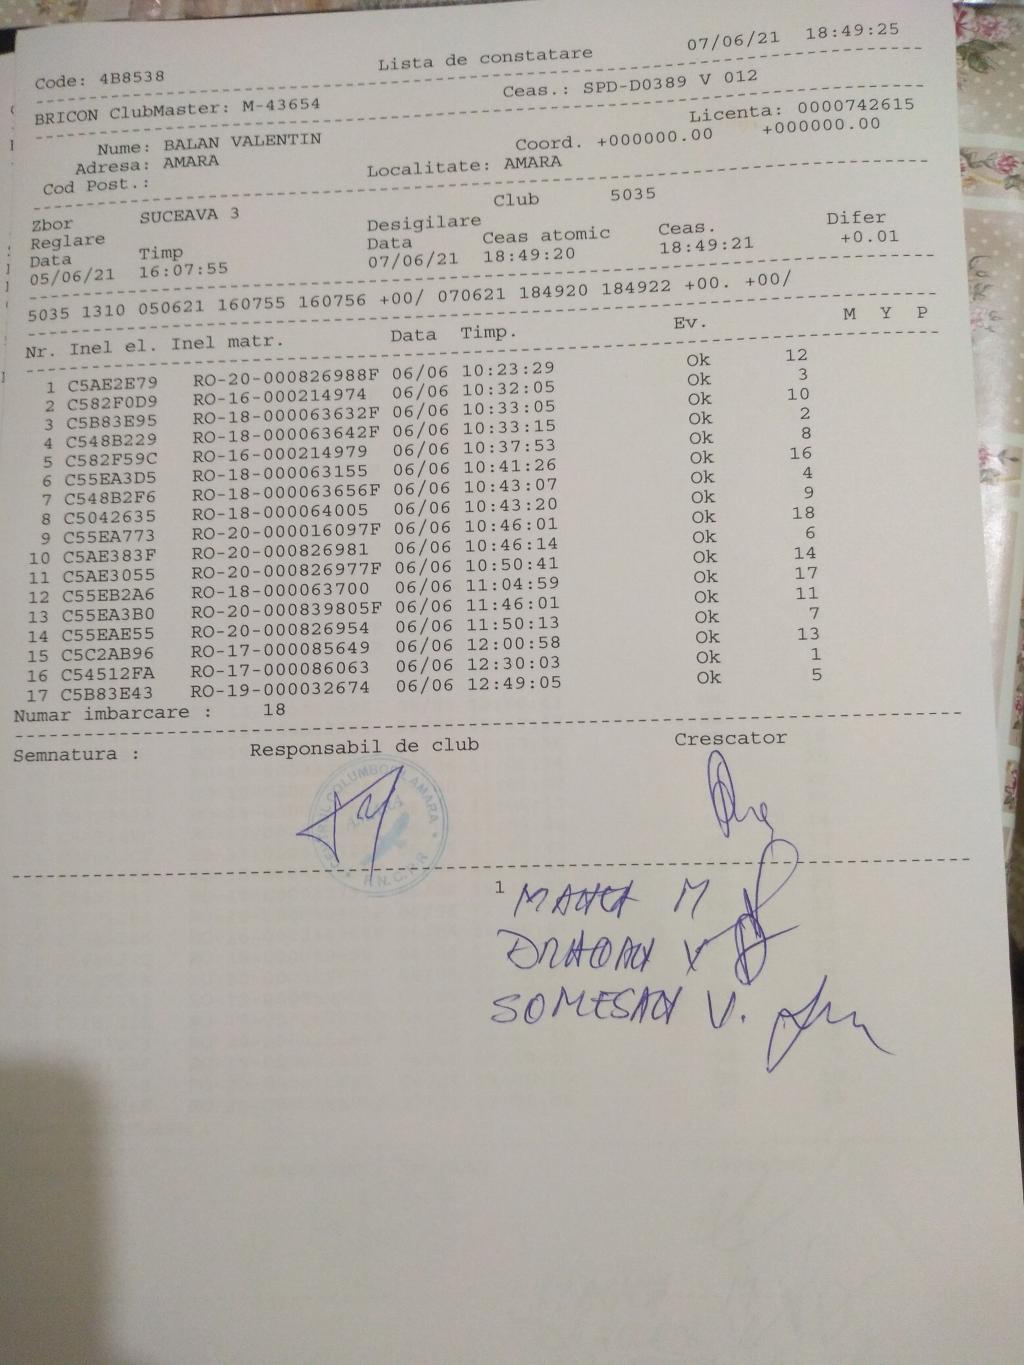 Code: 4B8538 Lista de constatare 07/06/21 18:49:25
BRICON ClubMaster: M-43654 Ceas.: SPD-D0389 V 012
Licenta: 0000742615
Nume: BALAN VALENTIN Coord. +000000.00 +000000.00
Adresa: AMARA
Cod Post.: Localitate: AMARA
Zbor SUCEAVA 3 Club 5035
Reglare Desigilare
Data Timp Data Ceas atomic Ceas. Difer
05/06/21 16:07:55 07/06/21 18:49:20 18:49:21 +0.01
5035 1310 050621 160755 160756 +00/ 070621 184920 184922 +00. +00/
Nr. Inel el. Inel matr. Data Timp. Ev. M Y P
1 C5AE2E79 RO-20-000826988F 06/06 10:23:29 Ok 12
2 C582F0D9 RO-16-000214974 06/06 10:32:05 Ok 3
3 C5B83E95 RO-18-000063632F 06/06 10:33:05 Ok 10
4 C548B229 RO-18-000063642F 06/06 10:33:15 Ok 2
5 C582F59C RO-16-000214979 06/06 10:37:53 Ok 8
6 C55EA3D5 RO-18-000063155 06/06 10:41:26 Ok 16
7 C548B2F6 RO-18-000063656F 06/06 10:43:07 Ok 4
8 C5042635 RO-18-000064005 06/06 10:43:20 Ok 9
9 C55EA773 RO-20-000016097F 06/06 10:46:01 Ok 18
10 C5AE383F RO-20-000826981 06/06 10:46:14 Ok 6
11 C5AE3055 RO-20-000826977F 06/06 10:50:41 Ok 14
12 C55EB2A6 RO-18-000063700 06/06 11:04:59 Ok 17
13 C55EA3B0 RO-20-000839805F 06/06 11:46:01 Ok 11
14 C55EAE55 RO-20-000826954 06/06 11:50:13 Ok 7
15 C5C2AB96 RO-17-000085649 06/06 12:00:58 Ok 13
16 C54512FA RO-17-000086063 06/06 12:30:03 Ok 1
17 C5B83E43 RO-19-000032674 06/06 12:49:05 Ok 5
Numar imbarcare : 18
Semnatura : Responsabil de club Crescator
1
SOMESAN V.